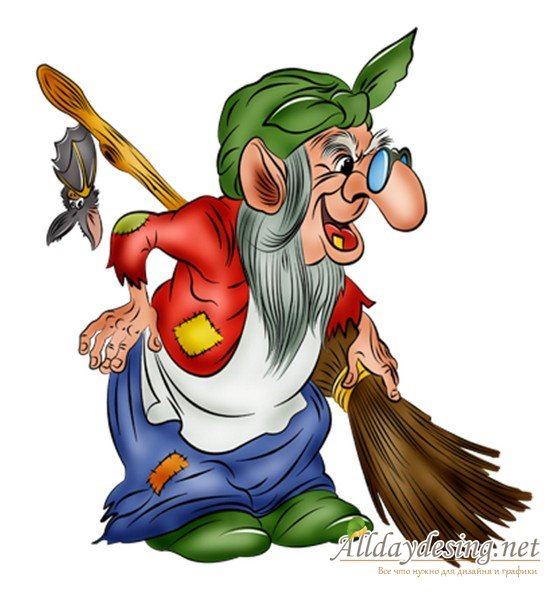 Alldaydesing.net
Все что нужно для дизайна и графики